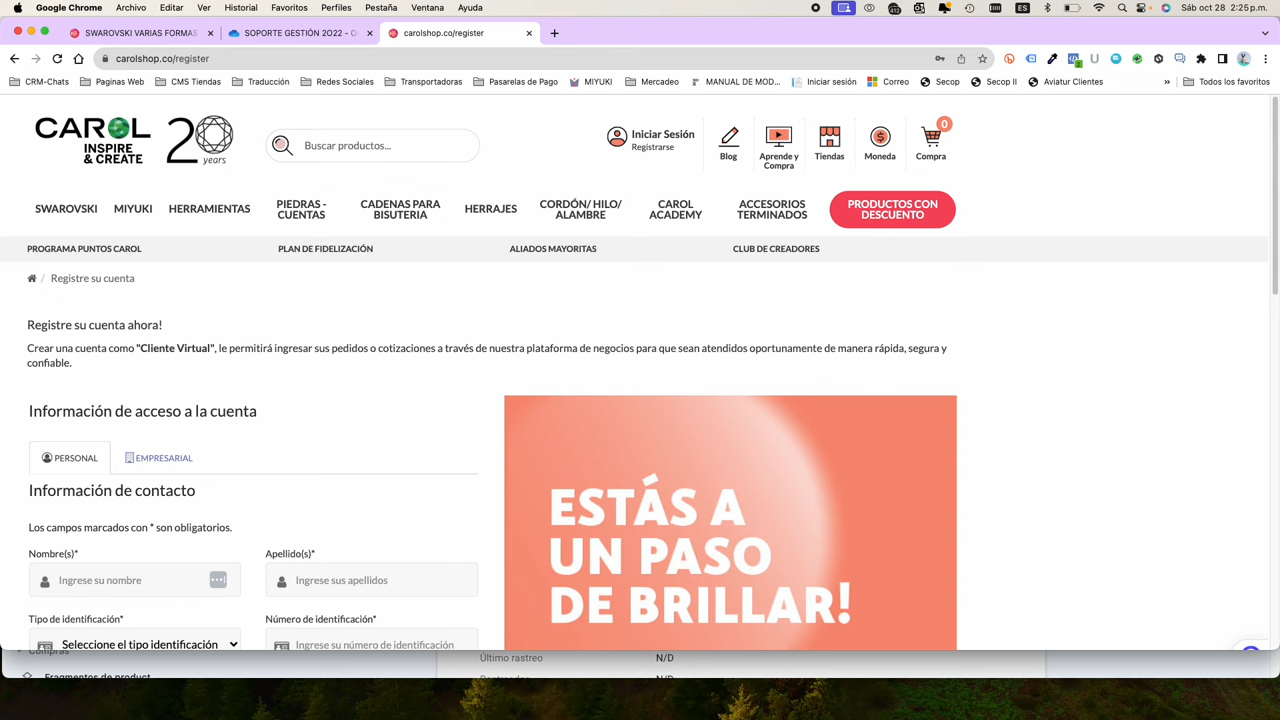 Google Chrome Archivo Editar Ver Historial Favoritos Perfiles Pestaña Ventana Ayuda Sáb oct 28 2:25 p.m.
SWAROVSKI VARIAS FORMAS SOPORTE GESTIÓN 2022 - O carolshop.co/register
carolshop.co/register
CRM-Chats Paginas Web CMS Tiendas Traducción Redes Sociales Transportadoras Pasarelas de Pago MIYUKI Mercadeo MANUAL DE MOD... Iniciar sesión Correo Secop Secop II Aviatur Clientes » Todos los favoritos
CAROL
INSPIRE
& CREATE
20
years
Buscar productos...
Iniciar Sesión
Registrarse
Blog
Aprende y
Compra
Tiendas
Moneda
0
Compra
SWAROVSKI
MIYUKI
HERRAMIENTAS
PIEDRAS -
CUENTAS
CADENAS PARA
BISUTERIA
HERRAJES
CORDÓN/ HILO/
ALAMBRE
CAROL
ACADEMY
ACCESORIOS
TERMINADOS
PRODUCTOS CON
DESCUENTO
PROGRAMA PUNTOS CAROL PLAN DE FIDELIZACIÓN ALIADOS MAYORITAS CLUB DE CREADORES
/ Registre su cuenta
Registre su cuenta ahora!
Crear una cuenta como "Cliente Virtual", le permitirá ingresar sus pedidos o cotizaciones a través de nuestra plataforma de negocios para que sean atendidos oportunamente de manera rápida, segura y
confiable.
Información de acceso a la cuenta
PERSONAL EMPRESARIAL
Información de contacto
Los campos marcados con * son obligatorios.
Nombre(s)* Apellido(s)*
Ingrese su nombre Ingrese sus apellidos
Tipo de identificación* Número de identificación*
Seleccione el tipo identificación Ingrese su número de identificación
ESTÁS A
UN PASO
DE BRILLAR!
Último rastreo N/D